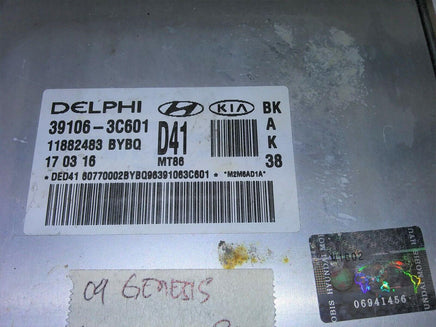 DELPHI HYUNDAI KIA BK
39106-3C601 D41 A
11882483 BYBQ K
17 03 16 MT86 38
* DED41 80770002BYBQ96391063C601 * *M2M6AD1A*
09 GENESIS
06941456